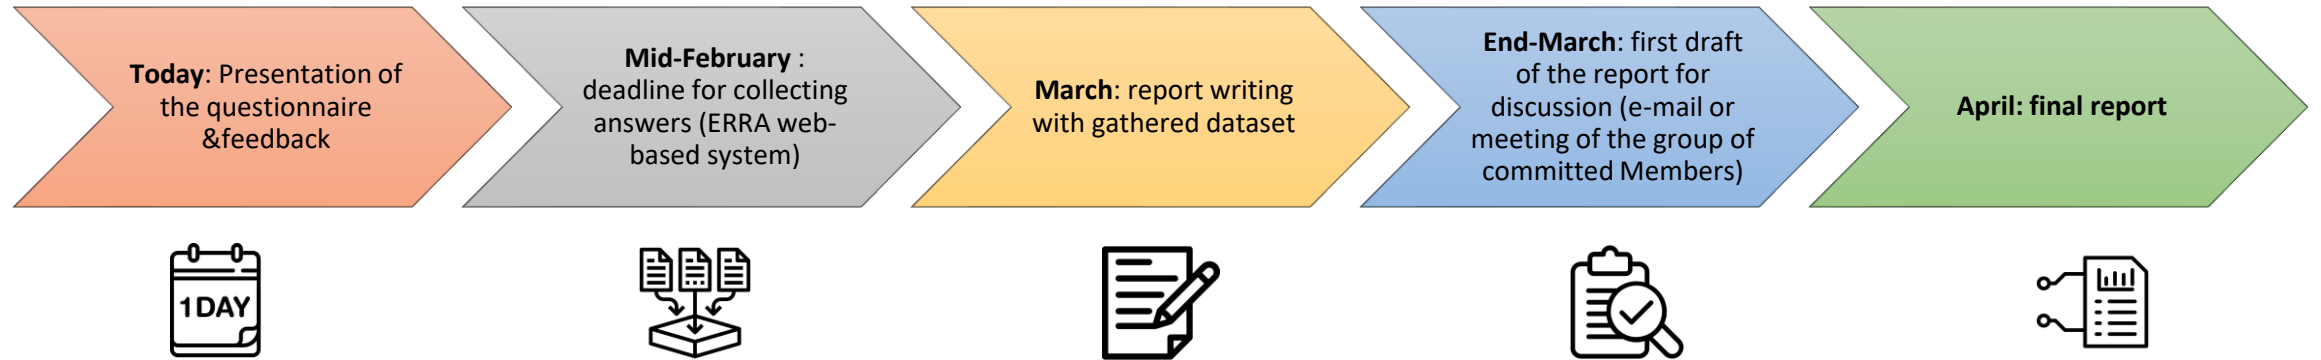 Today: Presentation of
the questionnaire
&feedback
Mid-February :
deadline for collecting
answers (ERRA web-
based system)
March: report writing
with gathered dataset
End-March: first draft
of the report for
discussion (e-mail or
meeting of the group of
committed Members)
April: final report
1 DAY